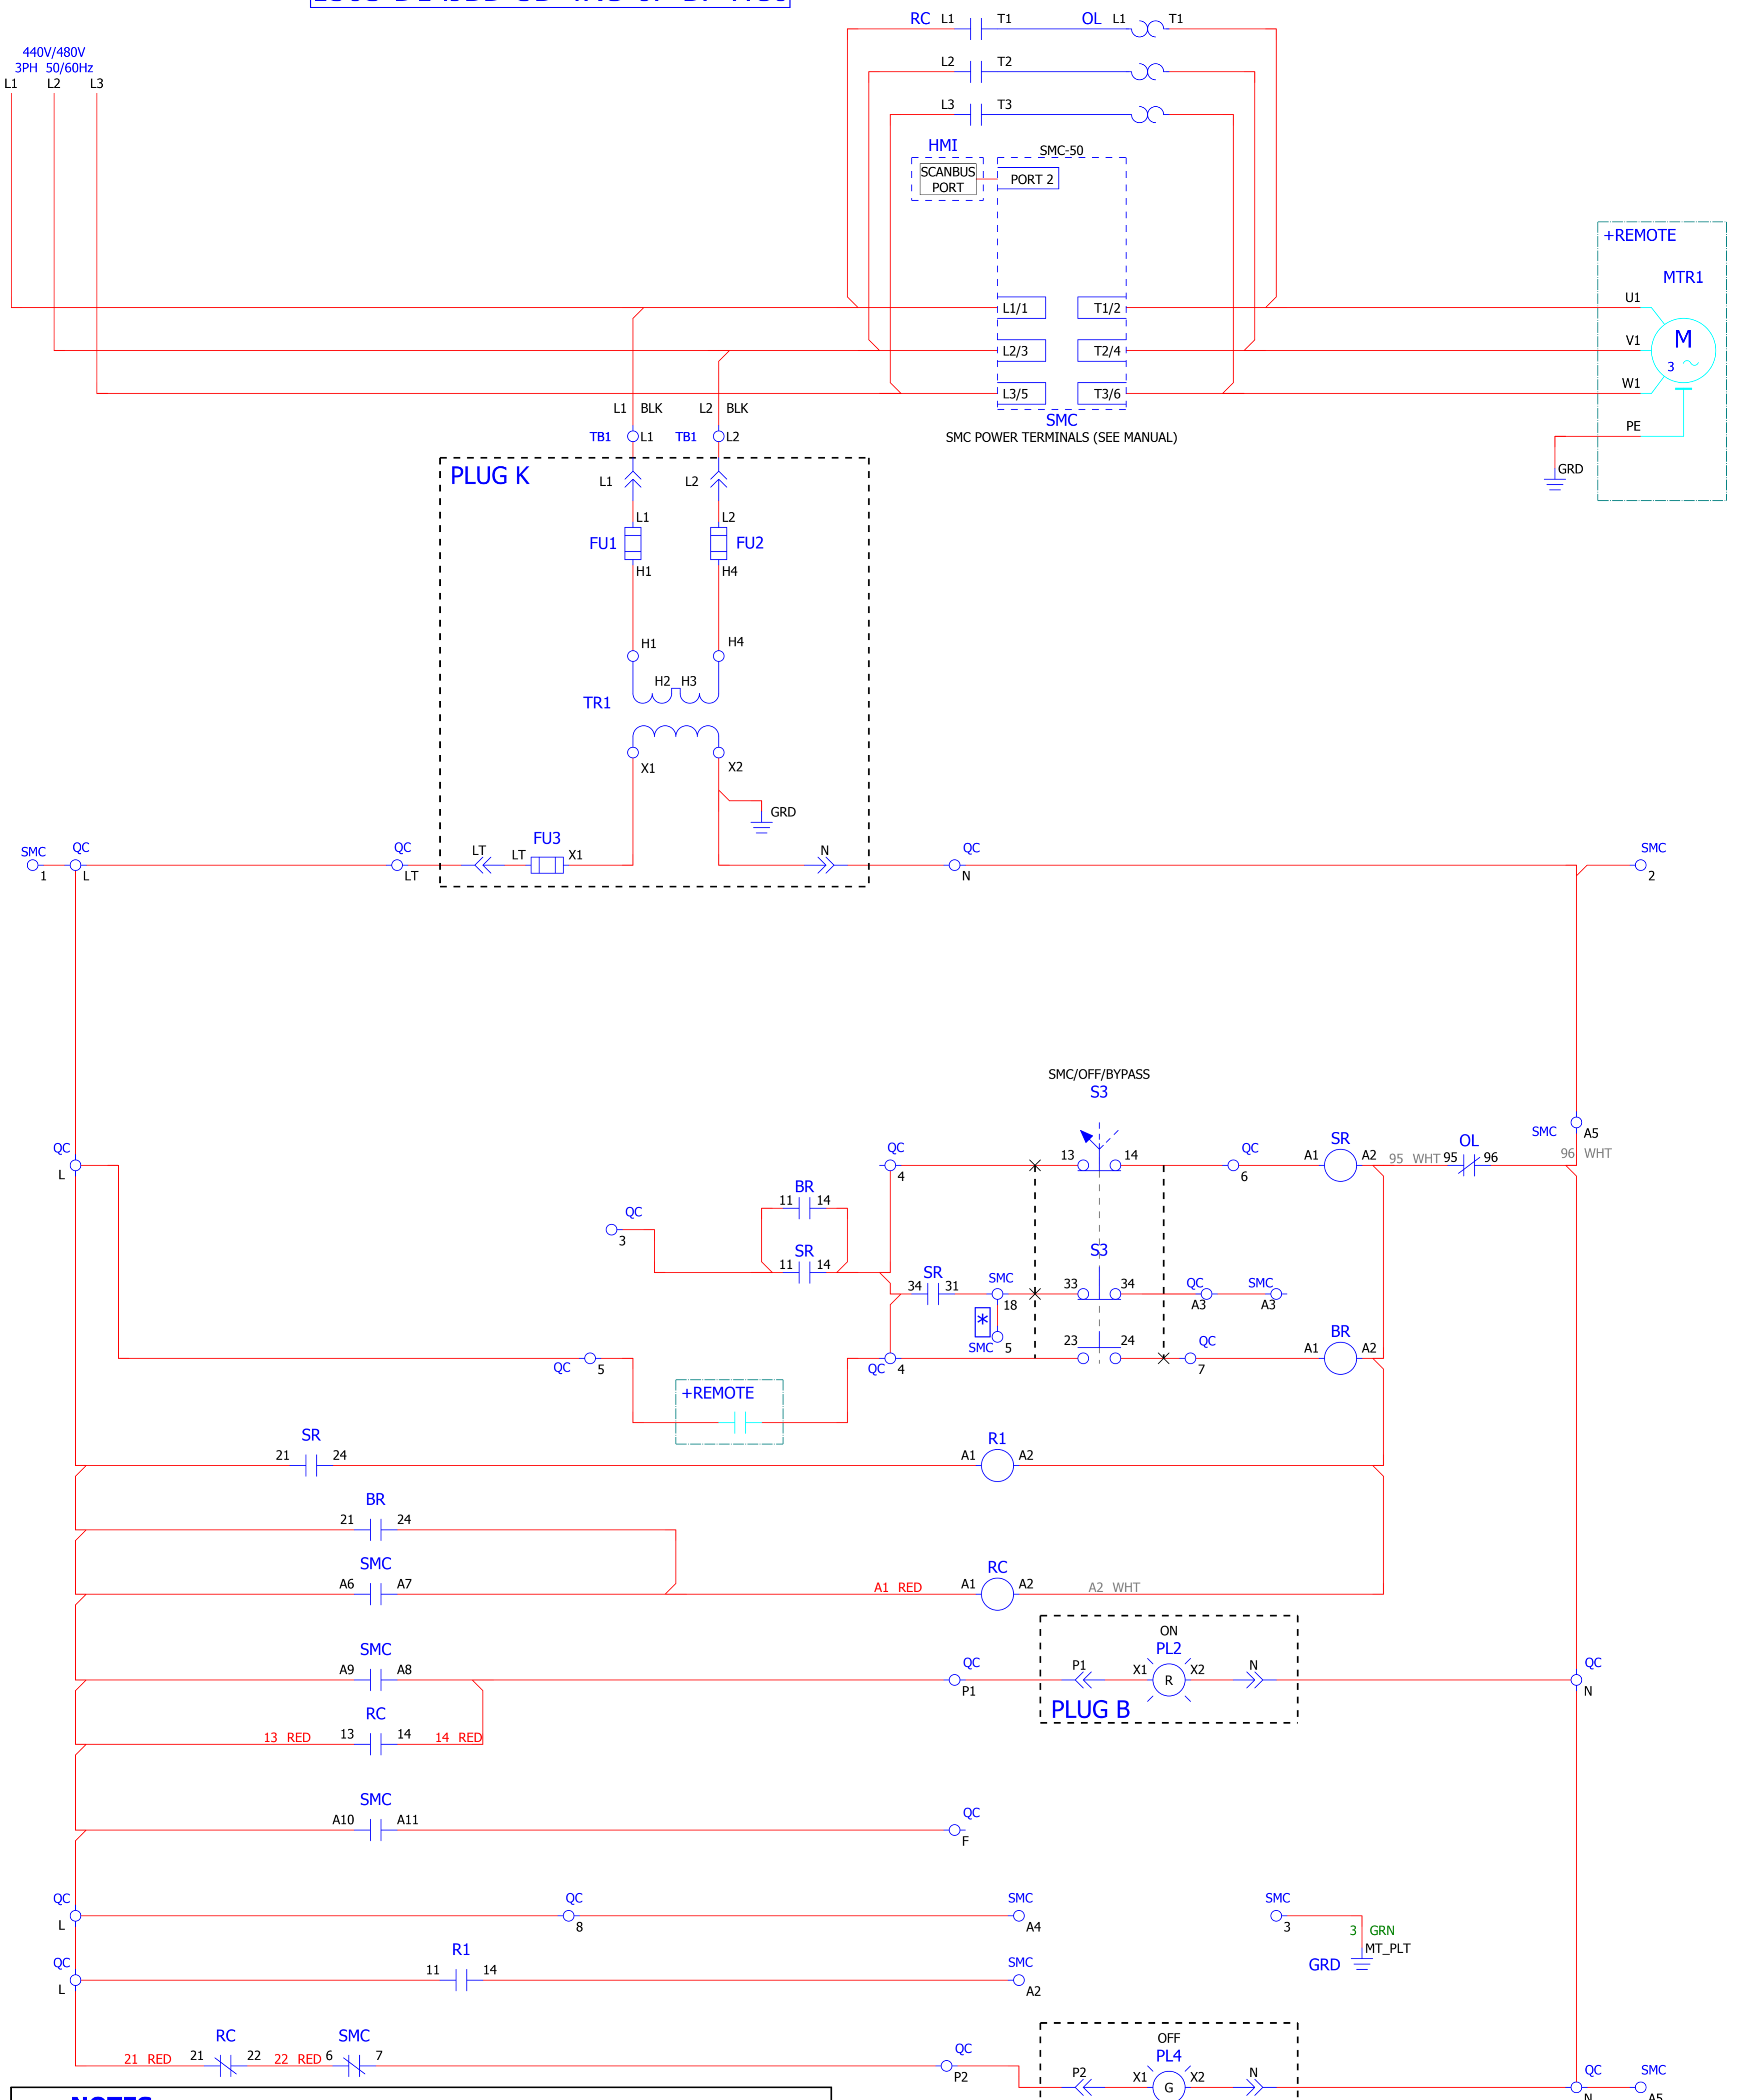 RC L1 T1 OL L1 T1
440V/480V
3PH 50/60Hz
L1 L2 L3
L2 T2
L3 T3
HMI
SMC-50
SCANBUS
PORT
PORT 2
+REMOTE
MTR1
L1/1 T1/2 U1
L2/3 T2/4 V1
M
3
L3/5 T3/6 W1
L1 BLK L2 BLK
SMC
SMC POWER TERMINALS (SEE MANUAL)
PE
GRD
TB1 L1 TB1 L2
PLUG K
L1 L2
L1 L2
FU1 FU2
H1 H4
H1 H4
H2 H3
TR1
X1 X2
GRD
SMC QC QC LT LT FU3 X1 N QC SMC
1 L LT N 2
SMC/OFF/BYPASS
S3
SMC A5
QC 4 13 14 QC 6 A1 SR A2 95 WHT 95 OL 96 96 WHT
QC L
BR
11 14
QC
3
SR
11 14
S3
SR
34 31 SMC 33 34 QC SMC
18 A3 A3
*
SMC 5
23 24 QC BR
A1 A2
QC 5 QC 4 7
+REMOTE
SR R1
21 24 A1 A2
BR
21 24
SMC RC
A6 A7 A1 RED A1 A2 A2 WHT
ON
SMC PL2
A9 A8 QC P1 X1 R X2 N QC
P1 N
PLUG B
RC
13 RED 13 14 14 RED
SMC
A10 A11 QC
F
QC QC SMC SMC
L 8 A4 3
3 GRN
MT_PLT
GRD
QC R1 SMC
L 11 14 A2
OFF
RC SMC PL4
21 RED 21 22 22 RED 6 7 QC P2 X1 G X2 N QC SMC
P2 N A5